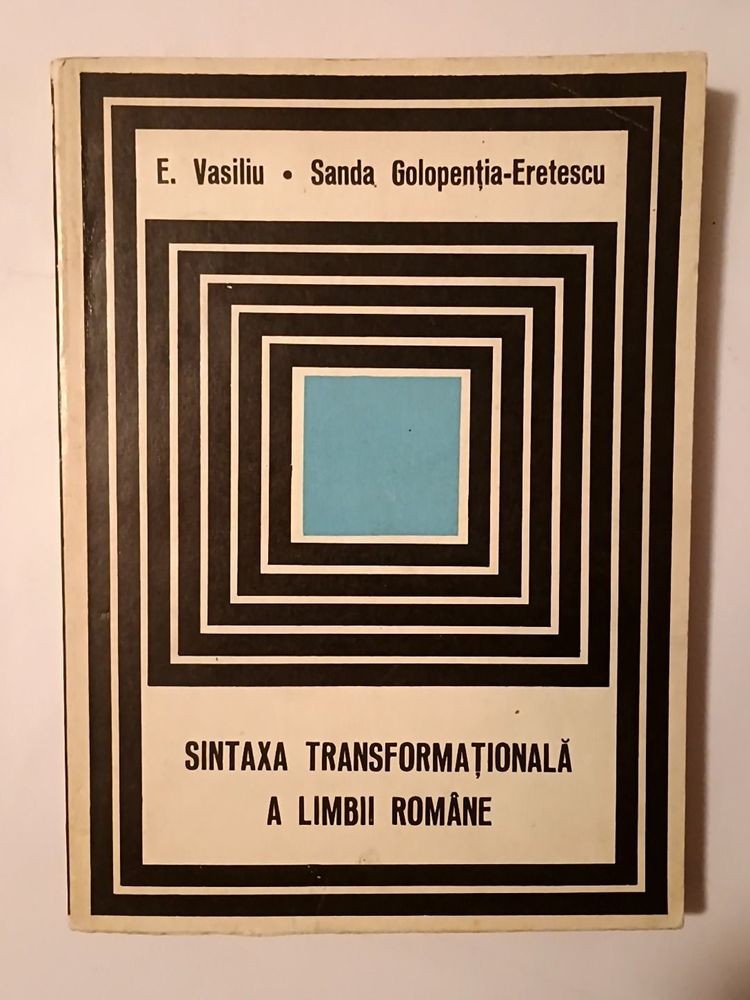 E. Vasiliu • Sanda Golopenția-Eretescu
SINTAXA TRANSFORMAȚIONALĂ
A LIMBII ROMÂNE